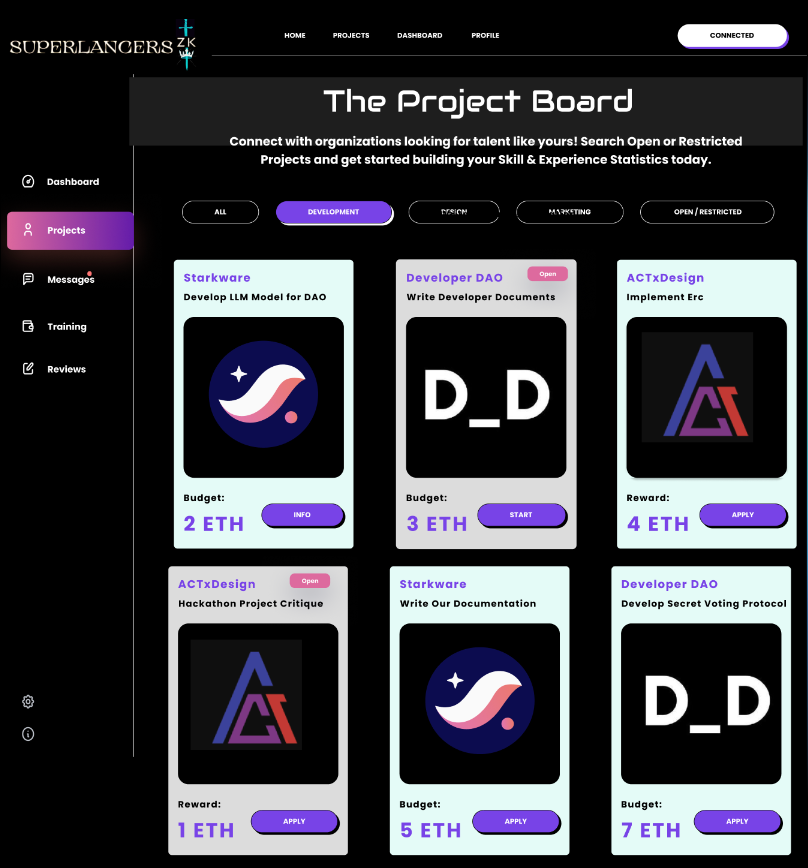 SUPERLANCERS ZK
HOME PROJECTS DASHBOARD PROFILE CONNECTED
The Project Board
Connect with organizations looking for talent like yours! Search Open or Restricted
Projects and get started building your Skill & Experience Statistics today.
Dashboard
Projects
Messages
Training
Reviews
ALL DEVELOPMENT DESIGN MARKETING OPEN / RESTRICTED
Starkware
Develop LLM Model for DAO
Budget:
2 ETH
INFO
Developer DAO
Open
Write Developer Documents
D_D
Budget:
3 ETH
START
ACTxDesign
Implement Erc
Reward:
4 ETH
APPLY
ACTxDesign
Open
Hackathon Project Critique
Reward:
1 ETH
APPLY
Starkware
Write Our Documentation
Budget:
5 ETH
APPLY
Developer DAO
Develop Secret Voting Protocol
D_D
Budget:
7 ETH
APPLY